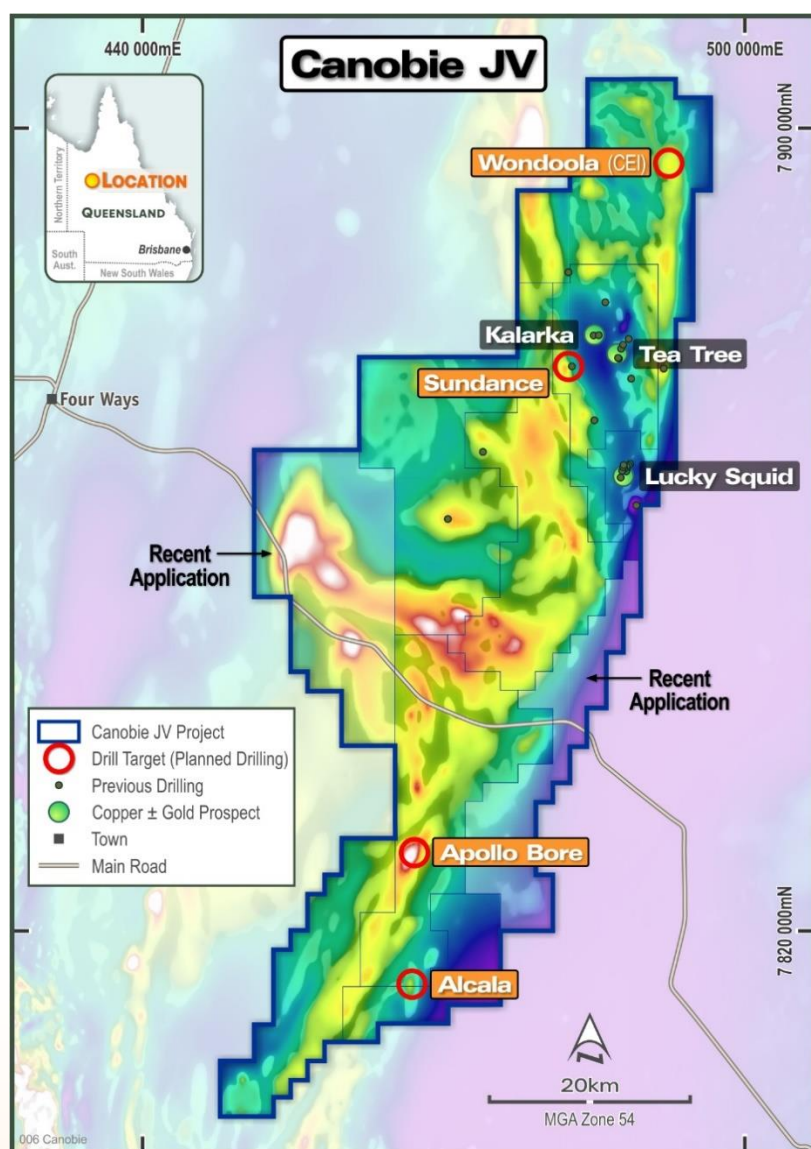 440 000mE
500 000mE
Canobie JV
7 900 000mN
Northern Territory
LOCATION
QUEENSLAND
Brisbane
South
Aust.
New South Wales
Wondoola (CEI)
Kalarka
Tea Tree
Sundance
Four Ways
Lucky Squid
Recent
Application
Recent
Application
Canobie JV Project
Drill Target (Planned Drilling)
Previous Drilling
Copper ± Gold Prospect
Town
Main Road
Apollo Bore
7 820 000mN
Alcala
N
20km
MGA Zone 54
006 Canobie